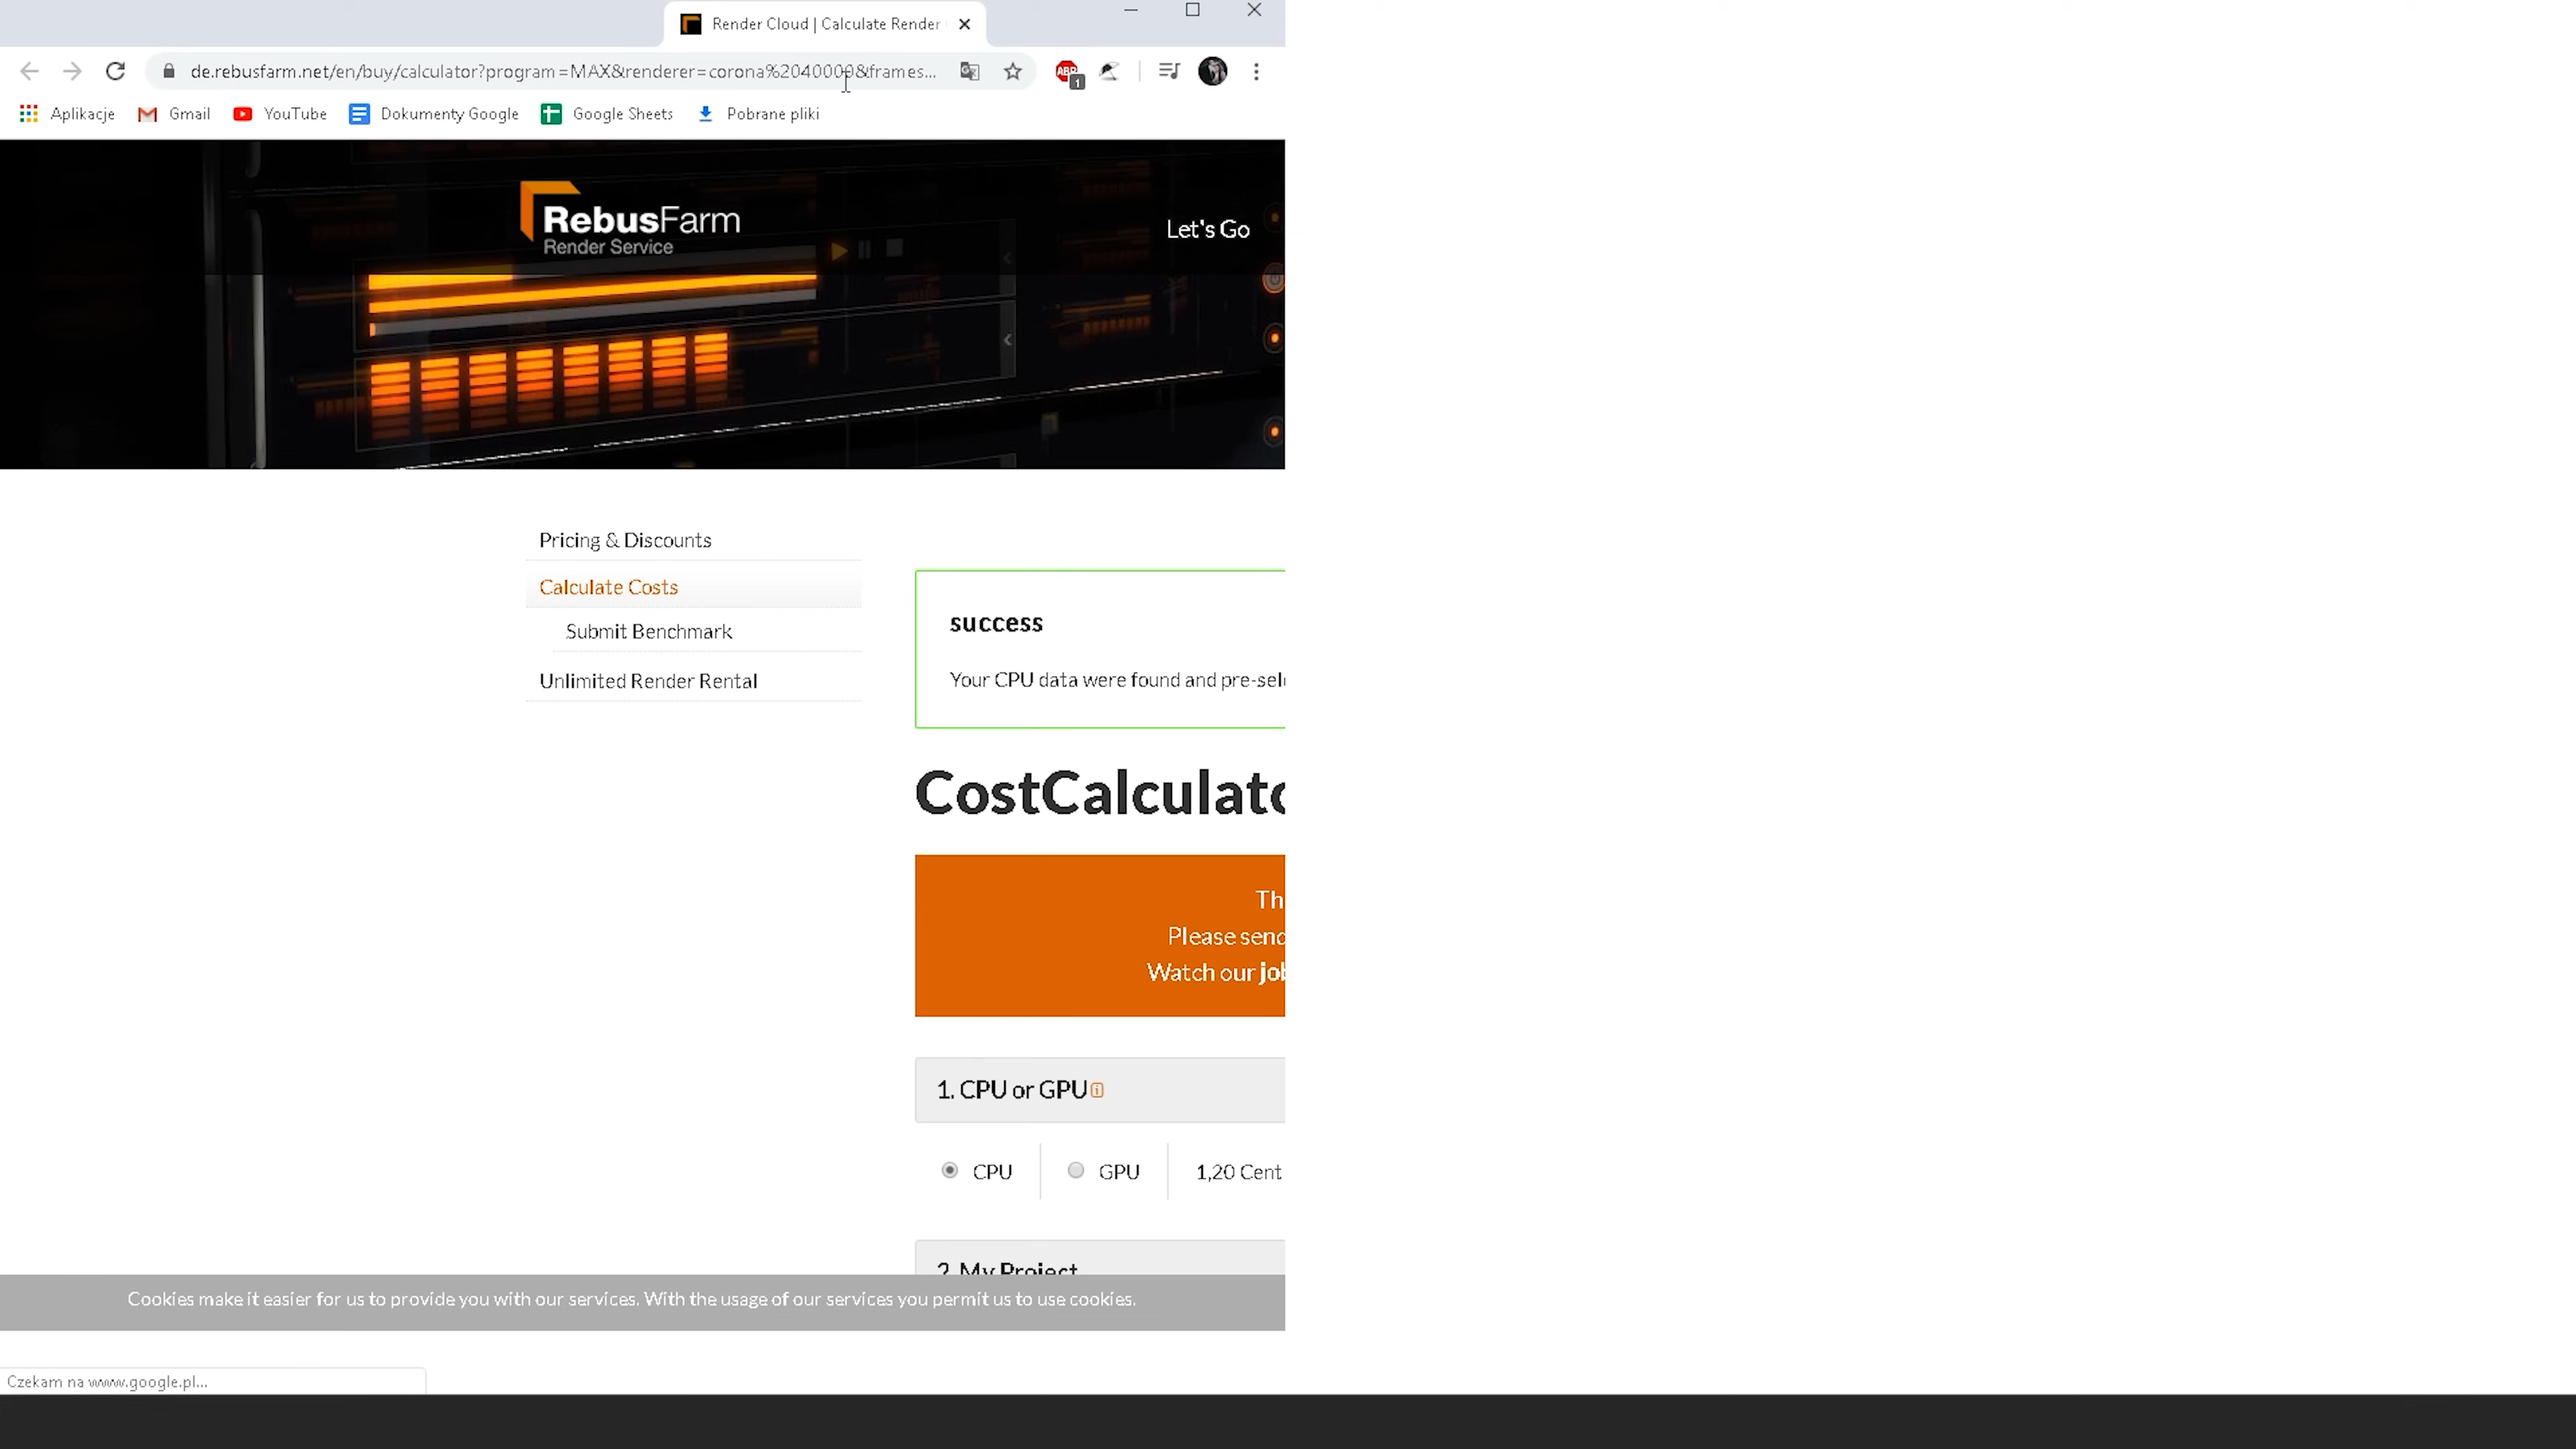 Render Cloud | Calculate Render
de.rebusfarm.net/en/buy/calculator?program=MAX&renderer=corona%2040000&frames...
ABP
1
Aplikacje
Gmail
YouTube
Dokumenty Google
Google Sheets
Pobrane pliki
RebusFarm
Render Service
Let's Go
Pricing & Discounts
Calculate Costs
Submit Benchmark
Unlimited Render Rental
success
Your CPU data were found and pre-sel
CostCalculato
Th
Please send
Watch our job
1. CPU or GPU
CPU
GPU
1,20 Cent
2. My Project
Cookies make it easier for us to provide you with our services. With the usage of our services you permit us to use cookies.
Czekam na www.google.pl...